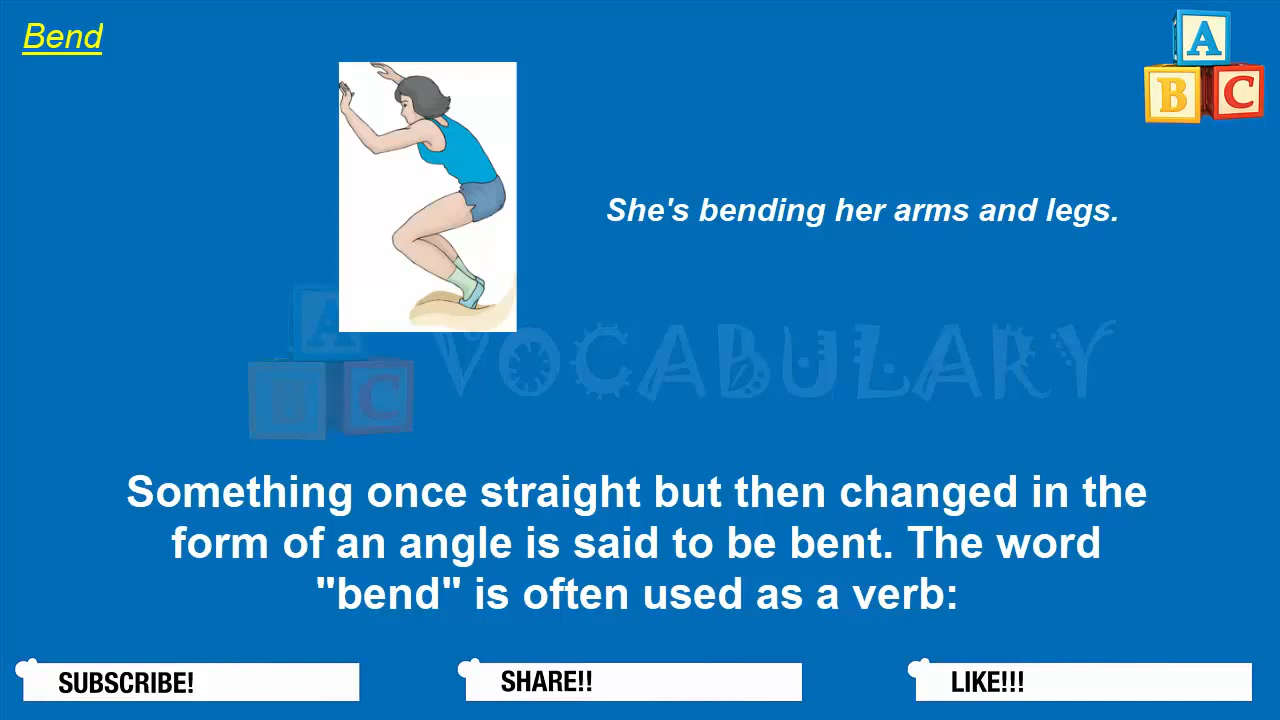 Bend
A
B C
She's bending her arms and legs.
A
B C
VOCABULARY
Something once straight but then changed in the
form of an angle is said to be bent. The word
"bend" is often used as a verb:
SUBSCRIBE!
SHARE!!
LIKE!!!